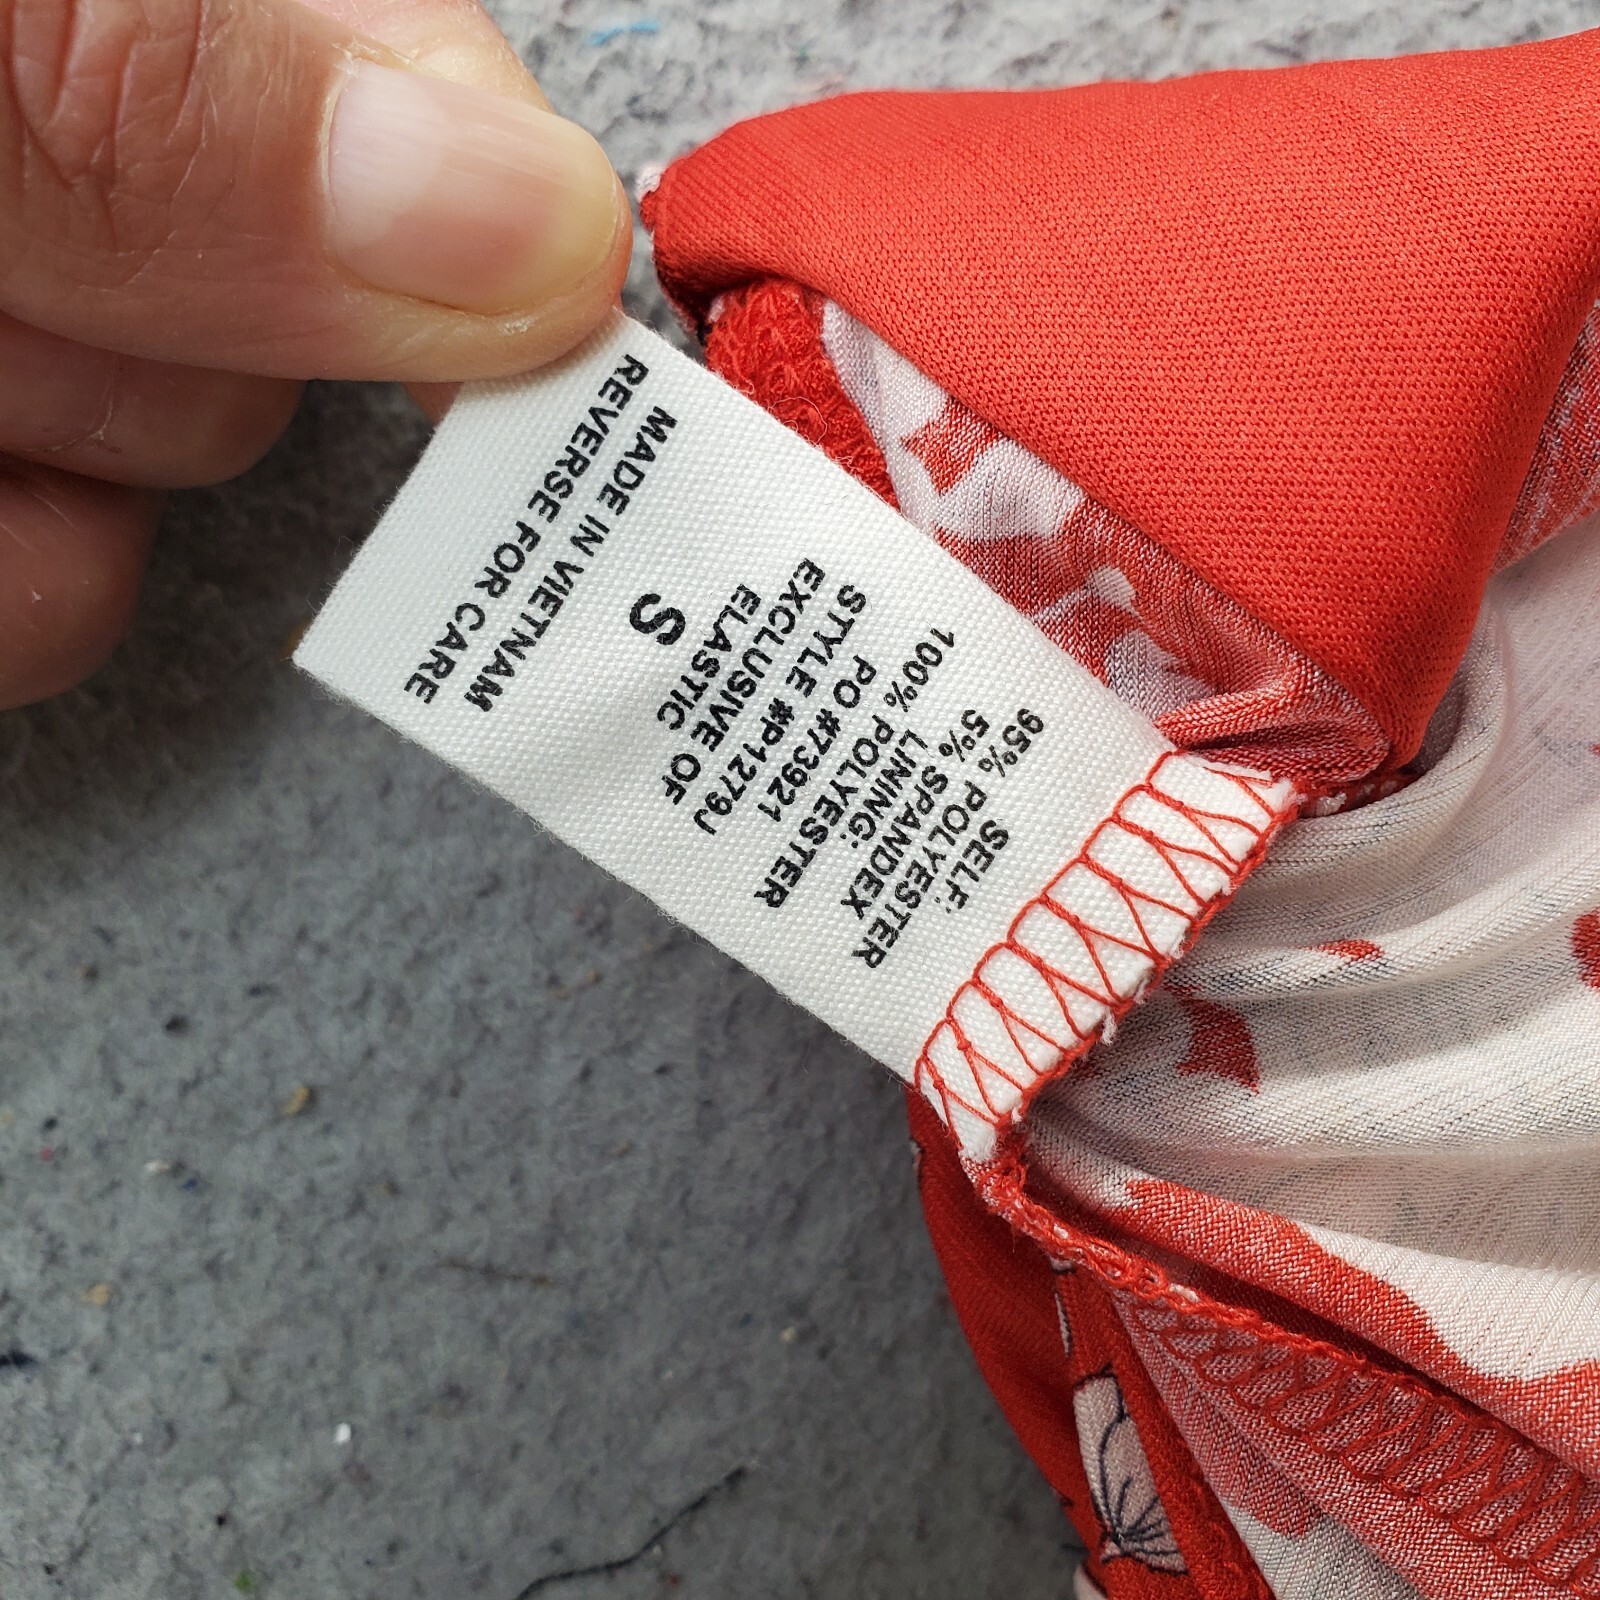 SELF:
95% POLYESTER
5% SPANDEX
LINING:
100% POLYESTER
PO #73921
STYLE #P1279J
EXCLUSIVE OF
ELASTIC
S
MADE IN VIETNAM
REVERSE FOR CARE